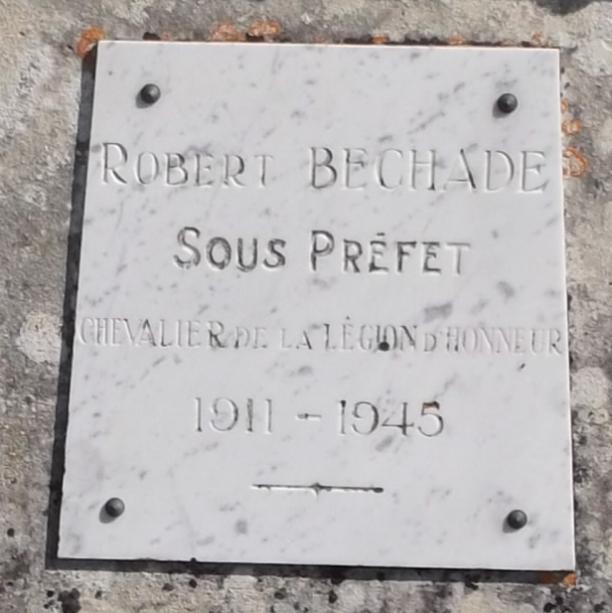 ROBERT BECHADE
SOUS PRÉFET
CHEVALIER DE LA LÉGION D'HONNEUR
1911 - 1945